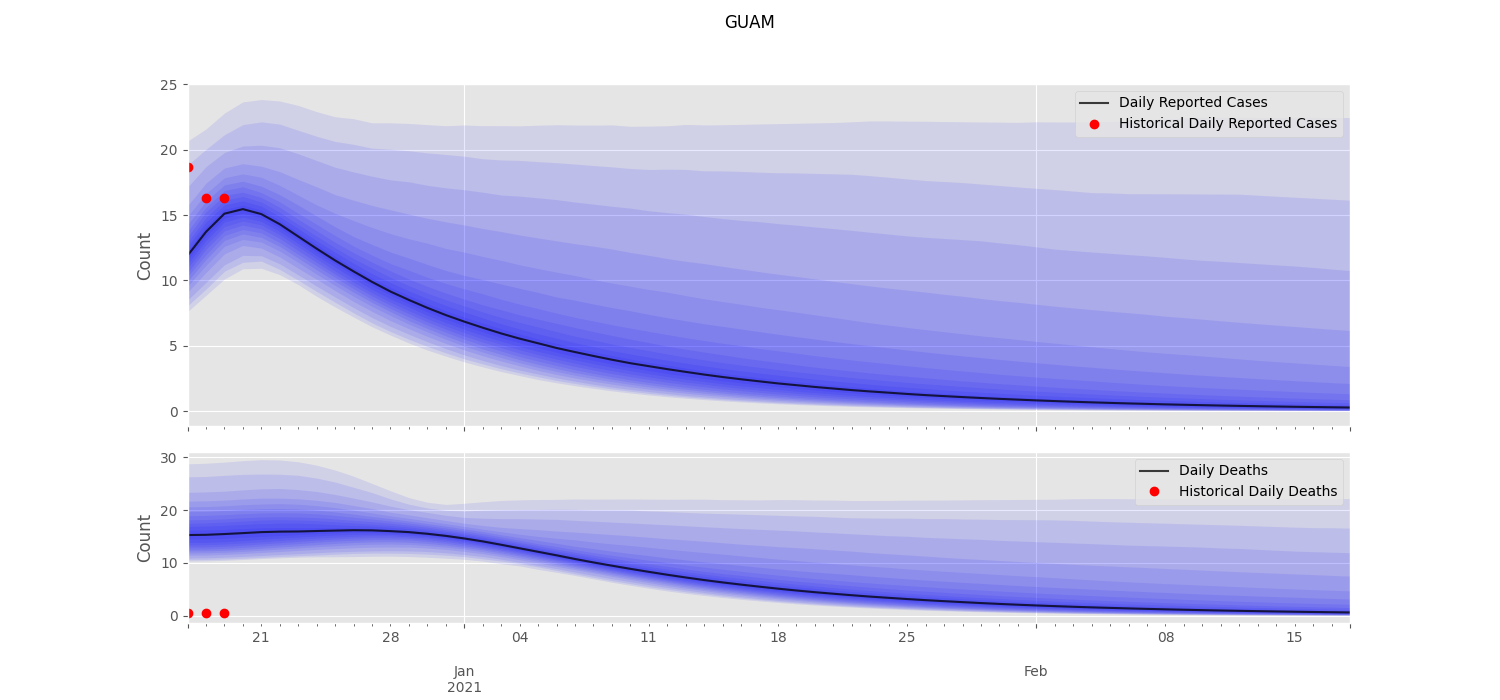 GUAM
25
20
15
10
5
0
Count
Daily Reported Cases
Historical Daily Reported Cases
30
20
10
0
Count
Daily Deaths
Historical Daily Deaths
21 28 04 11 18 25 08 15
Jan Feb
2021